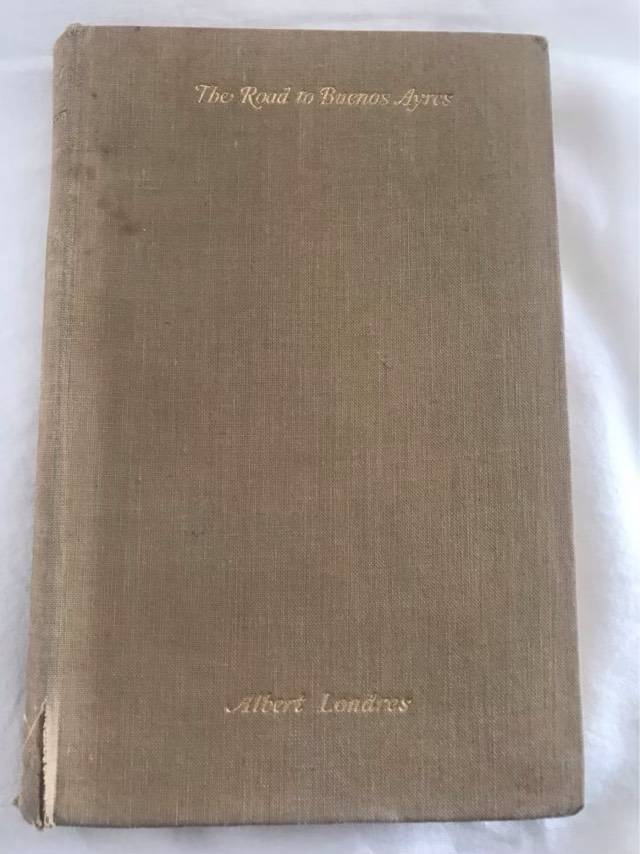 The Road to Buenos Ayres
Albert Londres